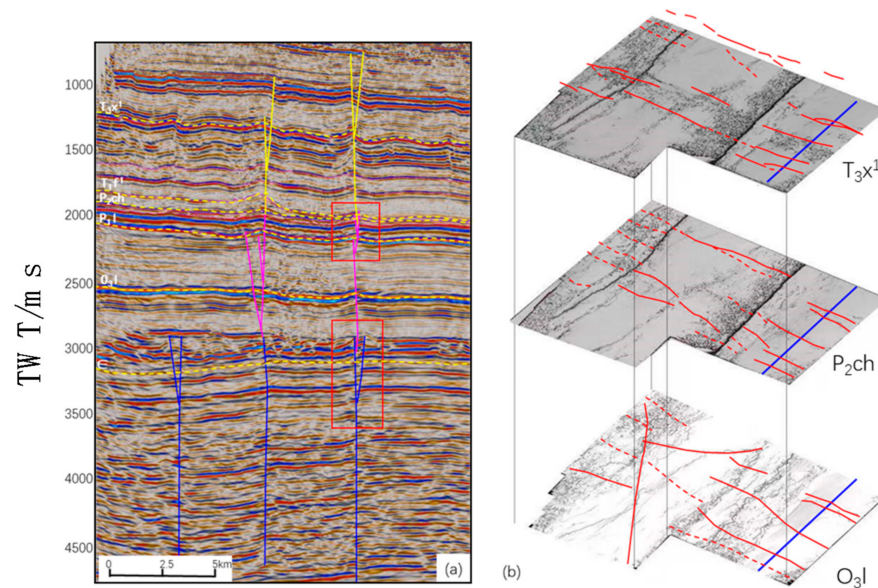 TW T/m s
1000
1500
2000
2500
3000
3500
4000
4500
T₃x¹
T₃f¹
P₂ch
P₁l
O₃l
Є
0 2.5 5km
(a)
(b)
T₃x¹
P₂ch
O₃l